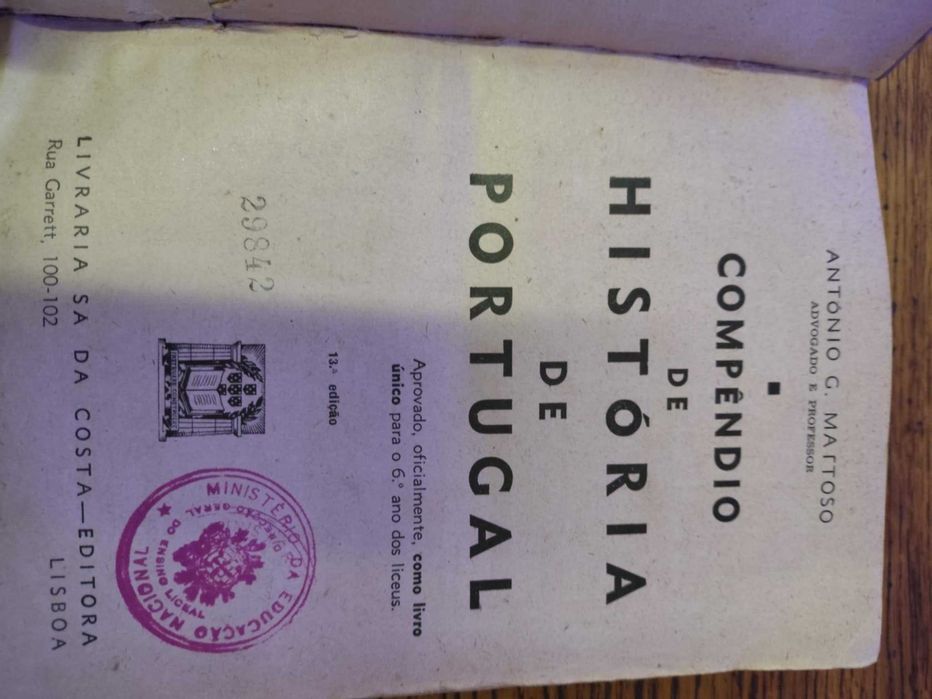 ANTÓNIO G. MATTOSO
ADVOGADO E PROFESSOR
COMPÊNDIO
DE
HISTÓRIA
DE
PORTUGAL
Aprovado, oficialmente, como livro
único para o 6.º ano dos liceus.
13.ª edição
29842
MINISTÉRIO DA EDUCAÇÃO NACIONAL
DIRECÇÃO GERAL
DO ENSINO LICEAL
LIVRARIA SA DA COSTA—EDITORA
Rua Garrett, 100-102
LISBOA